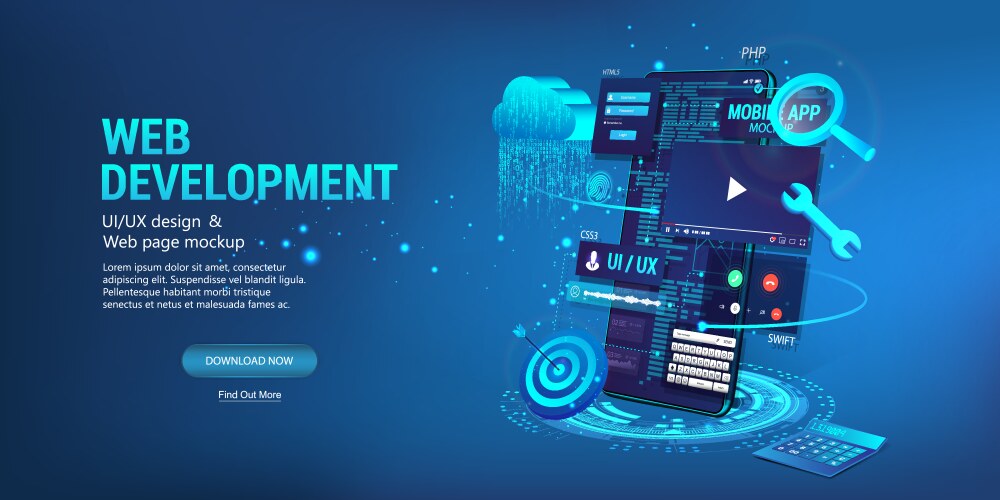 WEB
DEVELOPMENT
UI/UX design &
Web page mockup
Lorem ipsum dolor sit amet, consectetur
adipiscing elit. Suspendisse vel blandit ligula.
Pellentesque habitant morbi tristique
senectus et netus et malesuada fames ac.
DOWNLOAD NOW
Find Out More
PHP
HTML5
Password
Login
MOBILE APP
MOCKUP
CSS3
UI / UX
SWIFT